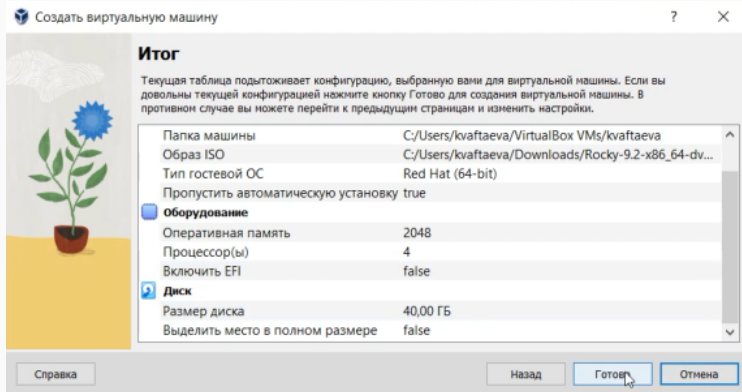 Создать виртуальную машину
Итог
Текущая таблица подытоживает конфигурацию, выбранную вами для виртуальной машины. Если вы
довольны текущей конфигурацией нажмите кнопку Готово для создания виртуальной машины. В
противном случае вы можете перейти к предыдущим страницам и изменить настройки.
Папка машины C:/Users/kvaftaeva/VirtualBox VMs/kvaftaeva
Образ ISO C:/Users/kvaftaeva/Downloads/Rocky-9.2-x86_64-dv...
Тип гостевой ОС Red Hat (64-bit)
Пропустить автоматическую установку true
Оборудование
Оперативная память 2048
Процессор(ы) 4
Включить EFI false
Диск
Размер диска 40,00 ГБ
Выделить место в полном размере false
Справка Назад Готово Отмена